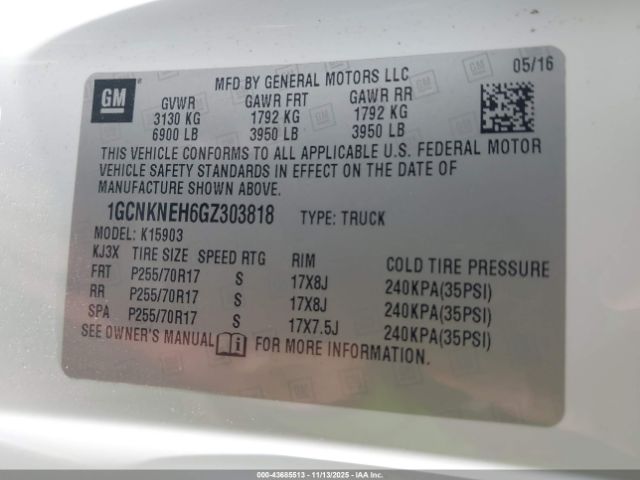 GM
MFD BY GENERAL MOTORS LLC
05/16
GVWR GAWR FRT GAWR RR
3130 KG 1792 KG 1792 KG
6900 LB 3950 LB 3950 LB
THIS VEHICLE CONFORMS TO ALL APPLICABLE U.S. FEDERAL MOTOR
VEHICLE SAFETY STANDARDS IN EFFECT ON THE DATE OF
MANUFACTURE SHOWN ABOVE.
1GCNKNEH6GZ303818 TYPE: TRUCK
MODEL: K15903
KJ3X TIRE SIZE SPEED RTG RIM COLD TIRE PRESSURE
FRT P255/70R17 S 17X8J 240KPA(35PSI)
RR P255/70R17 S 17X8J 240KPA(35PSI)
SPA P255/70R17 S 17X7.5J 240KPA(35PSI)
SEE OWNER'S MANUAL FOR MORE INFORMATION.
000-43685513 - 11/13/2025 - IAAI.CA